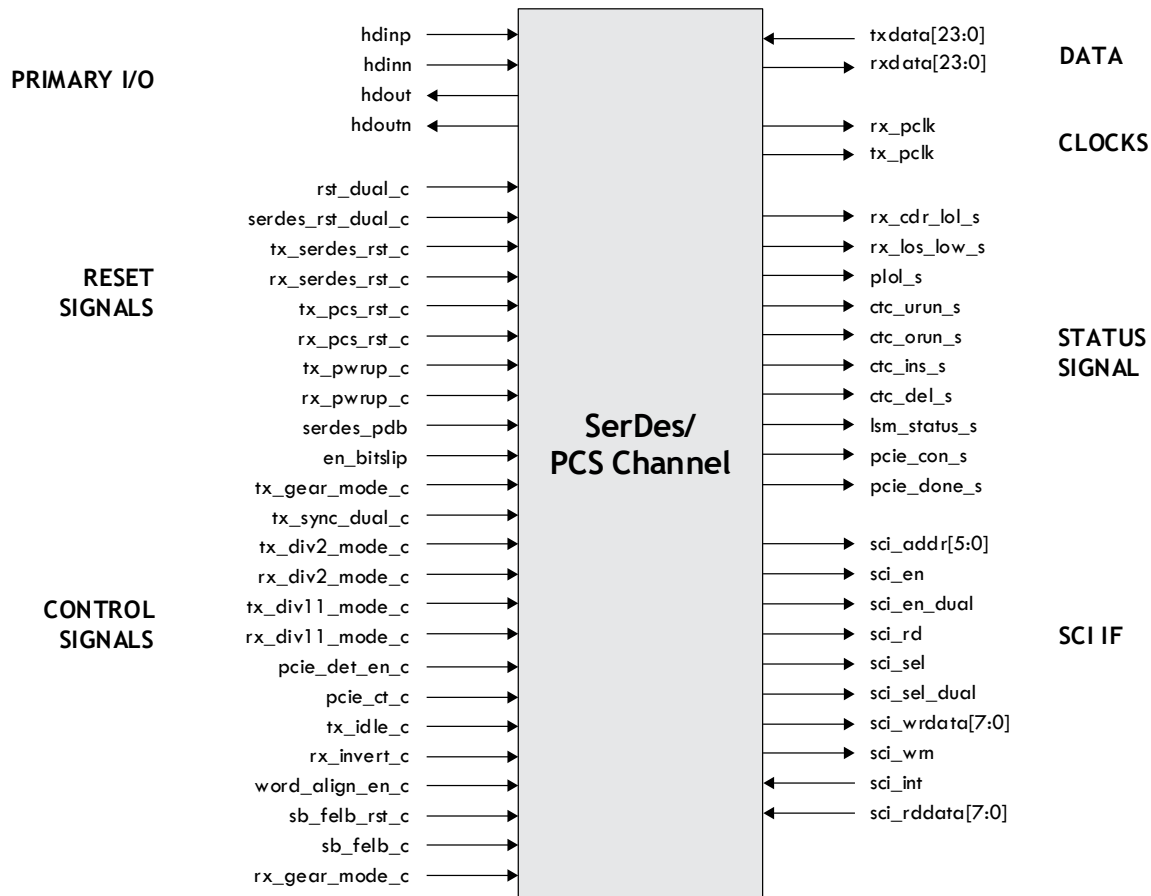 PRIMARY I/O
hdinp
hdinn
hdout
hdoutn
RESET
SIGNALS
rst_dual_c
serdes_rst_dual_c
tx_serdes_rst_c
rx_serdes_rst_c
tx_pcs_rst_c
rx_pcs_rst_c
tx_pwrup_c
rx_pwrup_c
serdes_pdb
en_bitslip
tx_gear_mode_c
tx_sync_dual_c
tx_div2_mode_c
rx_div2_mode_c
tx_div11_mode_c
rx_div11_mode_c
CONTROL
SIGNALS
pcie_det_en_c
pcie_ct_c
tx_idle_c
rx_invert_c
word_align_en_c
sb_felb_rst_c
sb_felb_c
rx_gear_mode_c
SerDes/
PCS Channel
txdata[23:0]
rxdata[23:0]
DATA
rx_pclk
tx_pclk
CLOCKS
rx_cdr_lol_s
rx_los_low_s
plol_s
ctc_urun_s
ctc_orun_s
ctc_ins_s
ctc_del_s
lsm_status_s
pcie_con_s
pcie_done_s
STATUS
SIGNAL
sci_addr[5:0]
sci_en
sci_en_dual
sci_rd
sci_sel
sci_sel_dual
sci_wrdata[7:0]
sci_wrn
sci_int
sci_rddata[7:0]
SCI IF